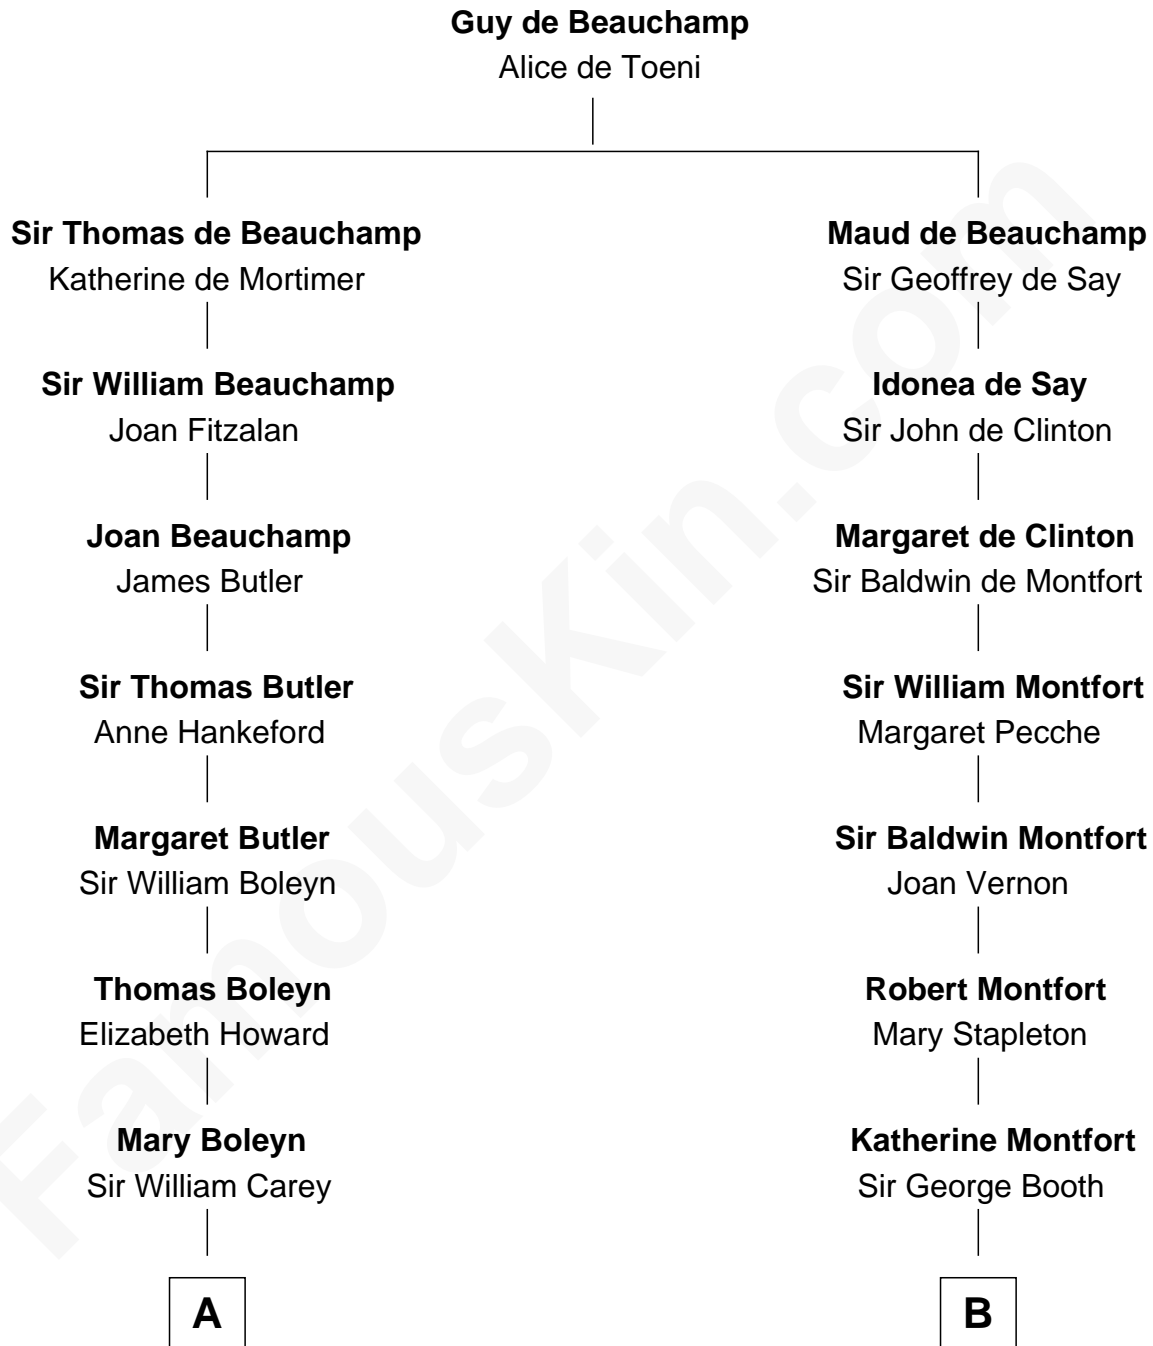 Guy de Beauchamp
Alice de Toeni
Sir Thomas de Beauchamp
Katherine de Mortimer
Maud de Beauchamp
Sir Geoffrey de Say
Sir William Beauchamp
Joan Fitzalan
Idonea de Say
Sir John de Clinton
Joan Beauchamp
James Butler
Margaret de Clinton
Sir Baldwin de Montfort
Sir Thomas Butler
Anne Hankeford
Sir William Montfort
Margaret Pecche
Margaret Butler
Sir William Boleyn
Sir Baldwin Montfort
Joan Vernon
Thomas Boleyn
Elizabeth Howard
Robert Montfort
Mary Stapleton
Mary Boleyn
Sir William Carey
Katherine Montfort
Sir George Booth
A
B
FamousKin.com